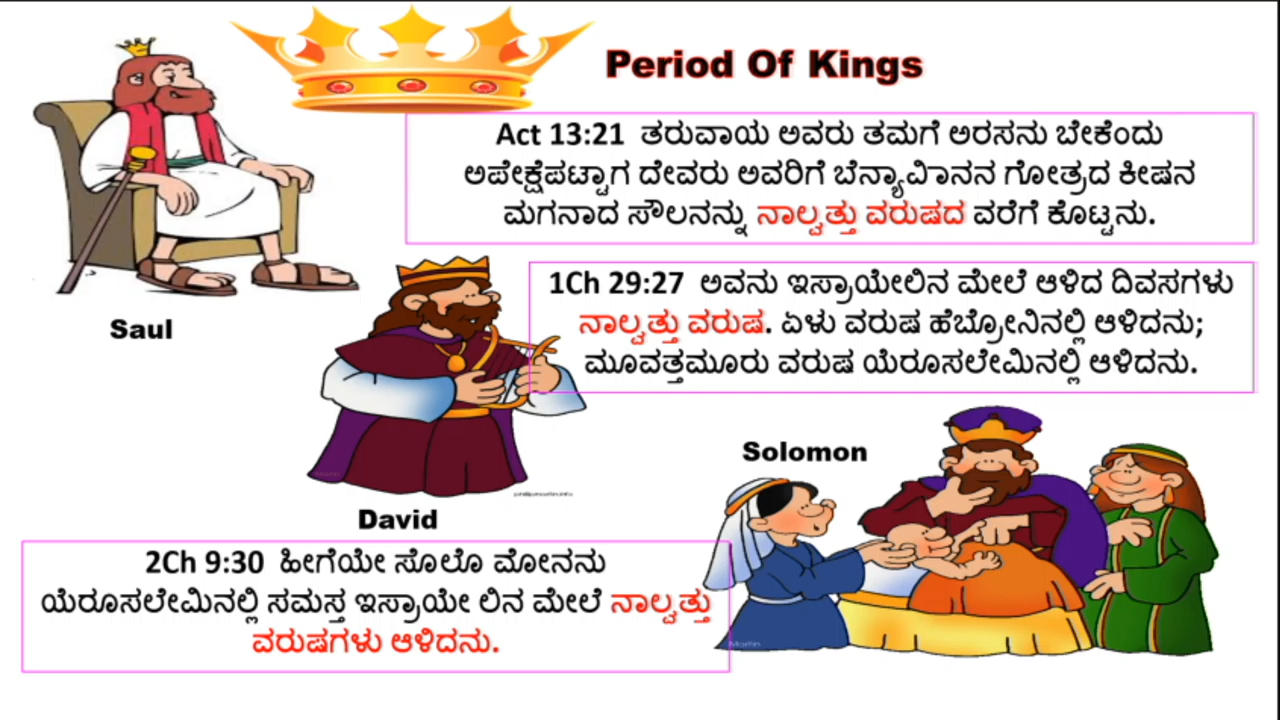 Period Of Kings
Act 13:21 ತರುವಾಯ ಅವರು ತಮಗೆ ಅರಸನು ಬೇಕೆಂದು
ಅಪೇಕ್ಷೆಪಟ್ಟಾಗ ದೇವರು ಅವರಿಗೆ ಬೆನ್ಯಾವಿಾನನ ಗೋತ್ರದ ಕೀಷನ
ಮಗನಾದ ಸೌಲನನ್ನು ನಾಲ್ವತ್ತು ವರುಷದ ವರೆಗೆ ಕೊಟ್ಟನು.
Saul
1Ch 29:27 ಅವನು ಇಸ್ರಾಯೇಲಿನ ಮೇಲೆ ಆಳಿದ ದಿವಸಗಳು
ನಾಲ್ವತ್ತು ವರುಷ. ಏಳು ವರುಷ ಹೆಬ್ರೋನಿನಲ್ಲಿ ಆಳಿದನು;
ಮೂವತ್ತಮೂರು ವರುಷ ಯೆರೂಸಲೇಮಿನಲ್ಲಿ ಆಳಿದನು.
David
Solomon
2Ch 9:30 ಹೀಗೆಯೇ ಸೊಲೊ ಮೋನನು
ಯೆರೂಸಲೇಮಿನಲ್ಲಿ ಸಮಸ್ತ ಇಸ್ರಾಯೇ ಲಿನ ಮೇಲೆ ನಾಲ್ವತ್ತು
ವರುಷಗಳು ಆಳಿದನು.